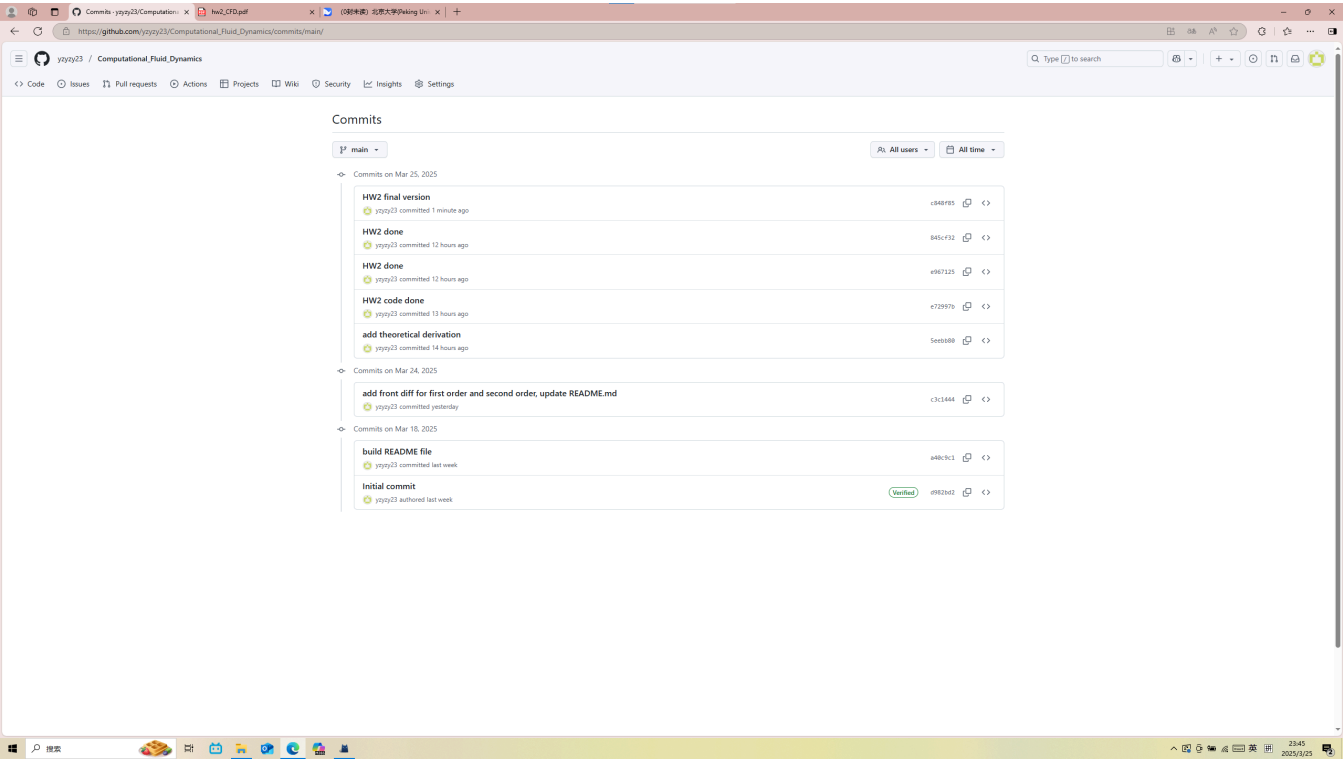 Commits · yzyzy23/Computationa
hw2_CFD.pdf
(0封未读) 北京大学(Peking Uni
https://github.com/yzyzy23/Computational_Fluid_Dynamics/commits/main/
yzyzy23 / Computational_Fluid_Dynamics
Type / to search
Code Issues Pull requests Actions Projects Wiki Security Insights Settings
Commits
main All users All time
Commits on Mar 25, 2025
HW2 final version
yzyzy23 committed 1 minute ago
c840f85
HW2 done
yzyzy23 committed 12 hours ago
845cf32
HW2 done
yzyzy23 committed 12 hours ago
e967125
HW2 code done
yzyzy23 committed 13 hours ago
e72997b
add theoretical derivation
yzyzy23 committed 14 hours ago
5eebb80
Commits on Mar 24, 2025
add front diff for first order and second order, update README.md
yzyzy23 committed yesterday
c3c1444
Commits on Mar 18, 2025
build README file
yzyzy23 committed last week
a40c9c1
Initial commit
yzyzy23 authored last week
Verified d982bd2
搜索
英 拼
23:45
2025/3/25